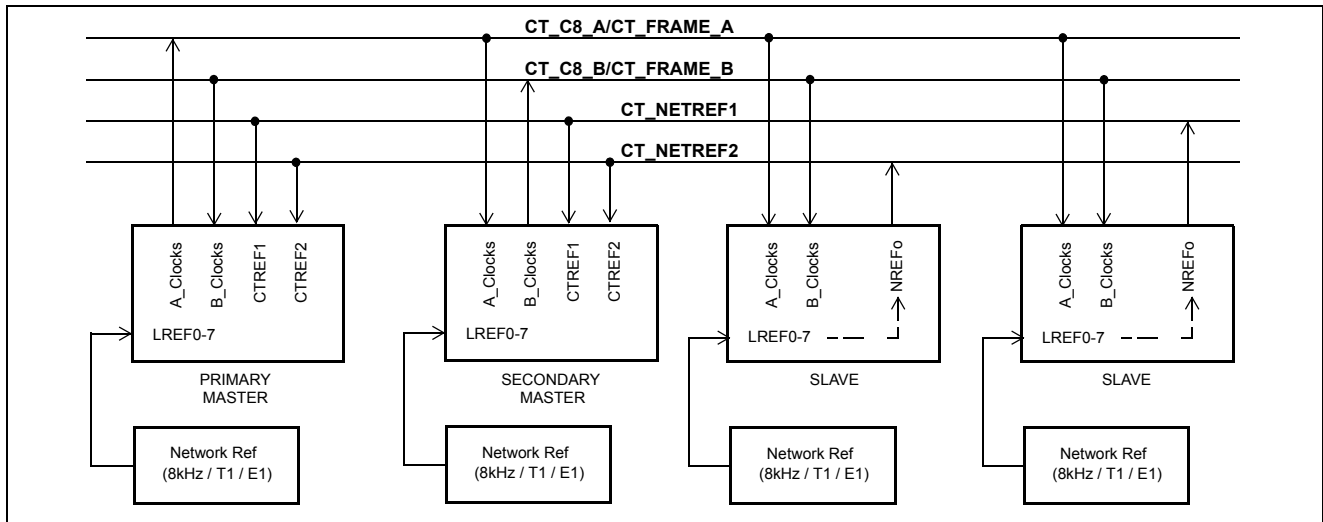 CT_C8_A/CT_FRAME_A
CT_C8_B/CT_FRAME_B
CT_NETREF1
CT_NETREF2
A_Clocks
B_Clocks
CTREF1
CTREF2
LREF0-7
PRIMARY
MASTER
Network Ref
(8kHz / T1 / E1)
A_Clocks
B_Clocks
CTREF1
CTREF2
LREF0-7
SECONDARY
MASTER
Network Ref
(8kHz / T1 / E1)
A_Clocks
B_Clocks
NREFo
LREF0-7
SLAVE
Network Ref
(8kHz / T1 / E1)
A_Clocks
B_Clocks
NREFo
LREF0-7
SLAVE
Network Ref
(8kHz / T1 / E1)